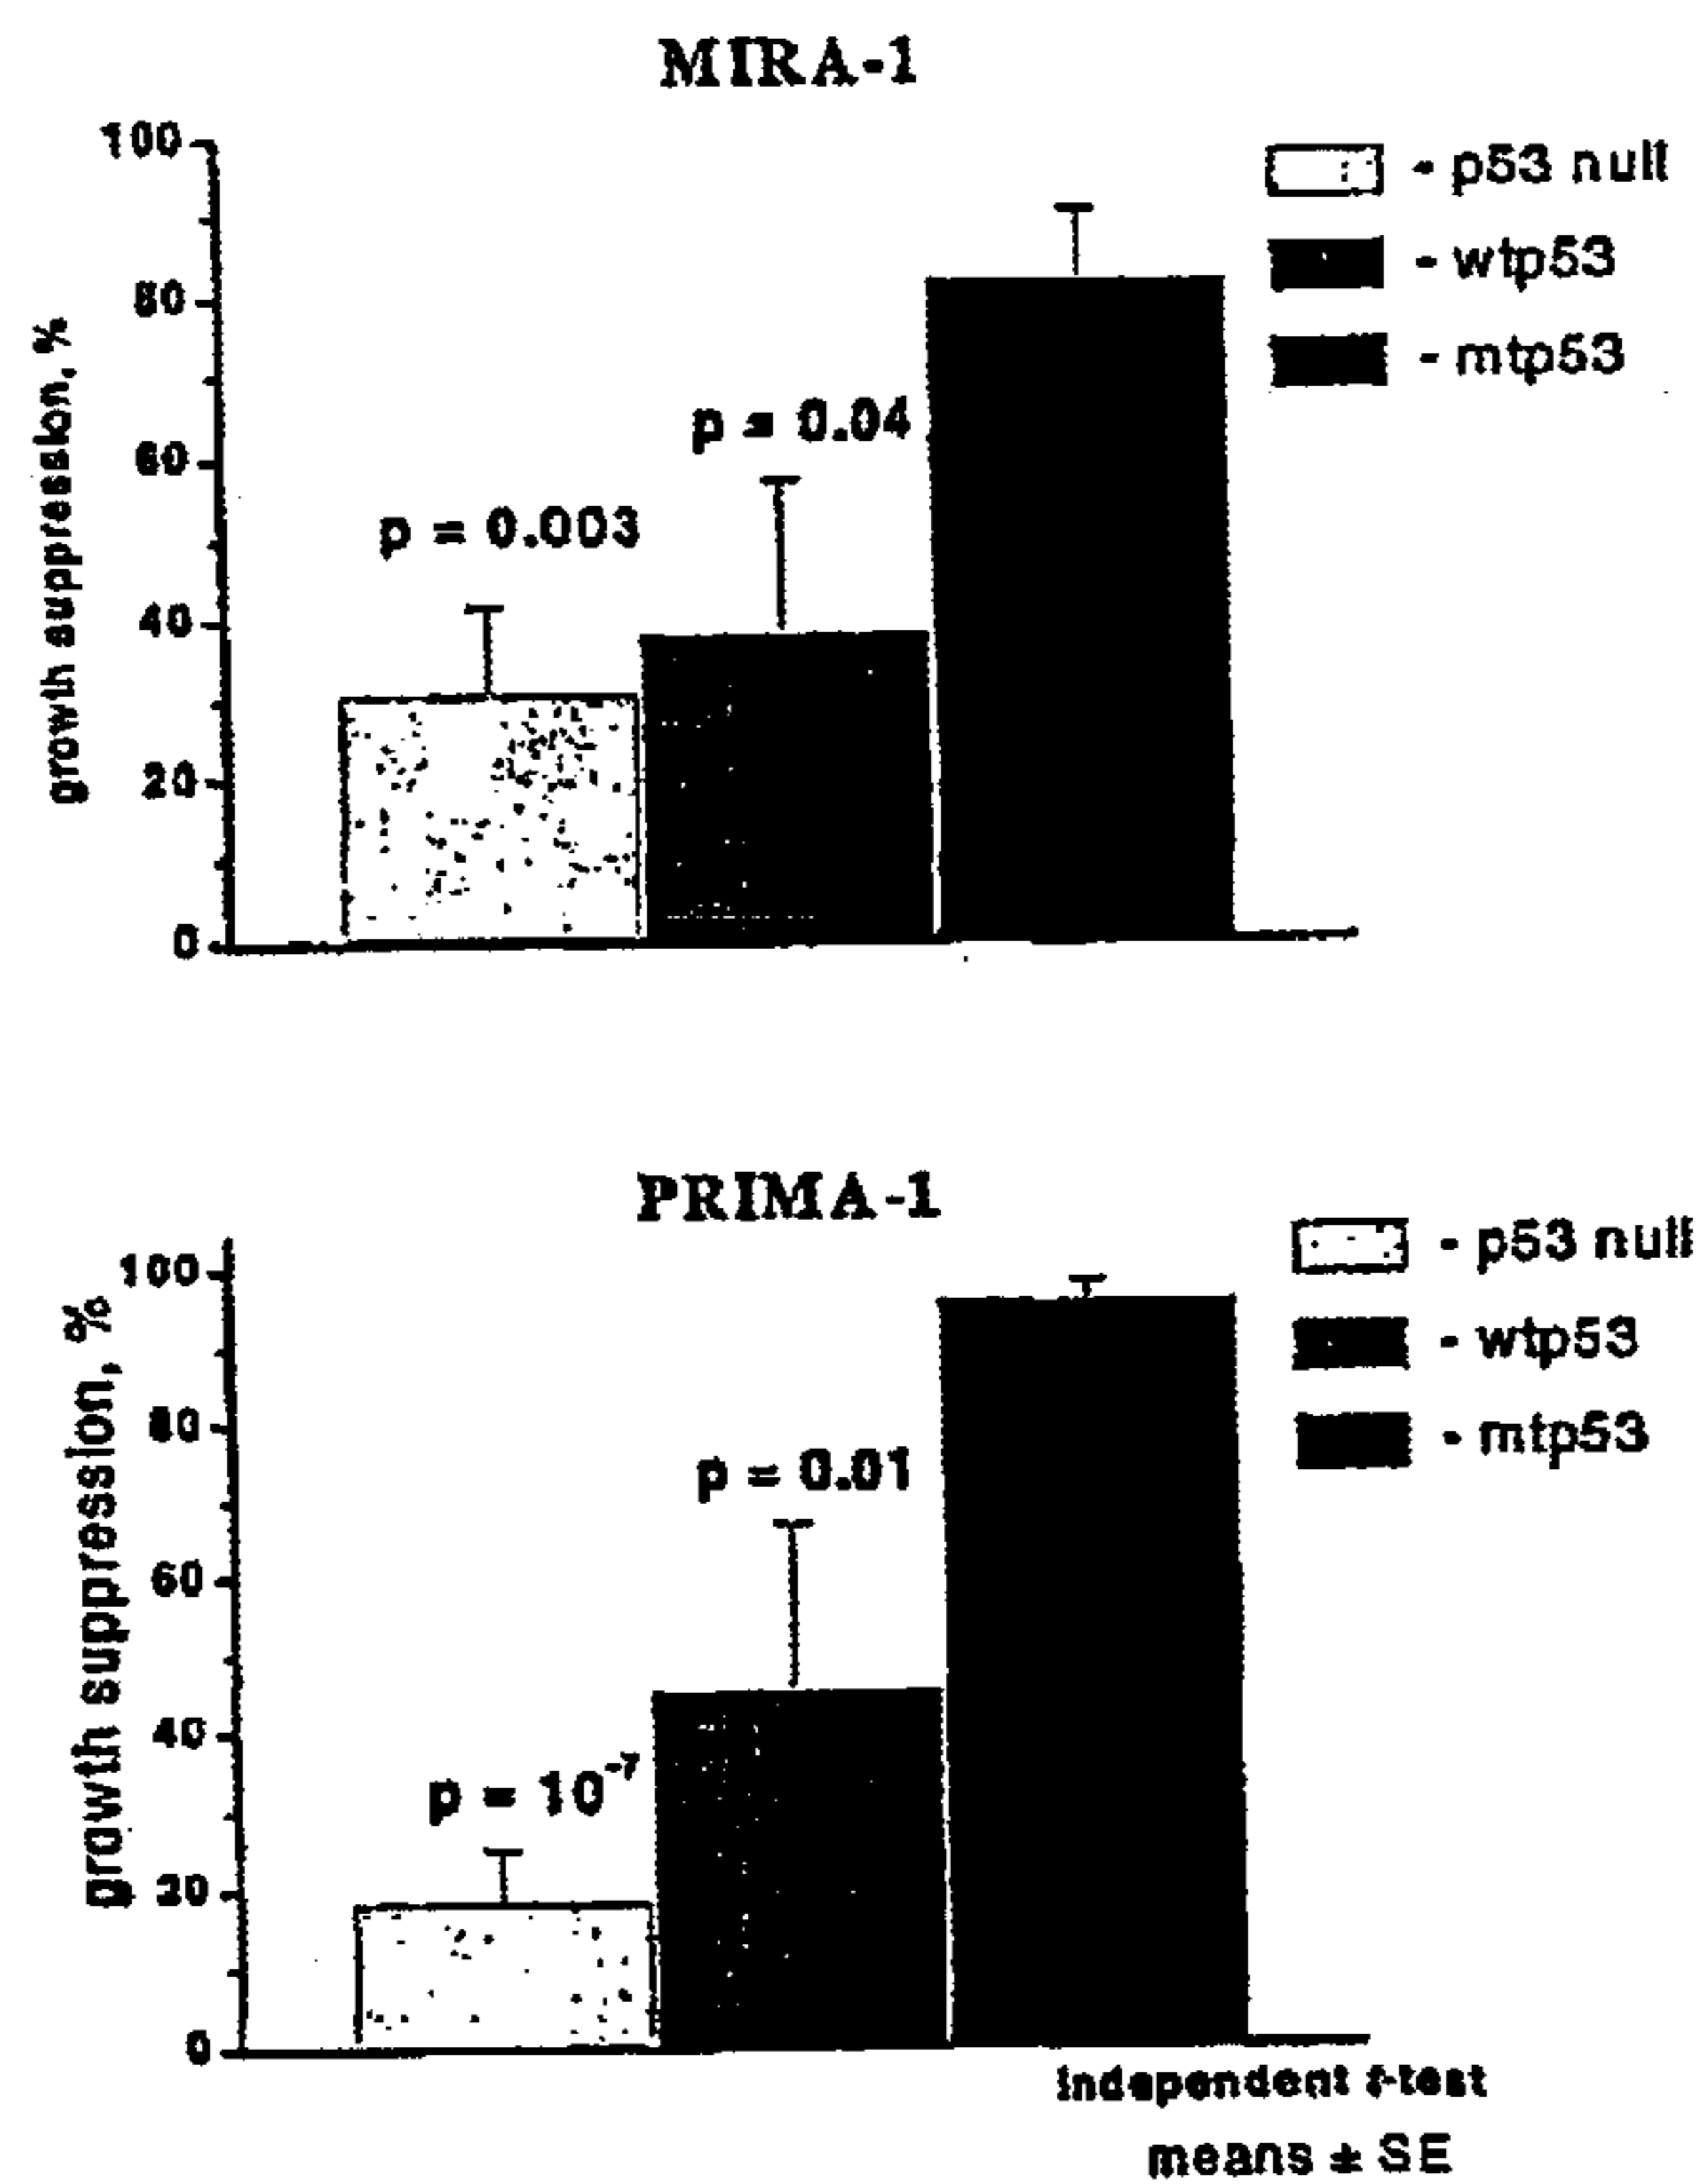 MIRA-1
100
80
60
40
20
0
growth suppression, %
p = 0.003
p = 0.04
- p53 null
- wtp53
- mtp53
PRIMA-1
100
80
60
40
20
0
growth suppression, %
p = 10⁻⁷
p = 0.01
- p53 null
- wtp53
- mtp53
independent t-test
means ± SE